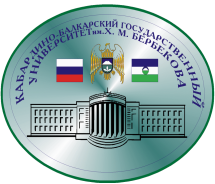 КАБАРДИНО-БАЛКАРСКИЙ ГОСУДАРСТВЕННЫЙ
УНИВЕРСИТЕТ им. Х. М. БЕРБЕКОВА